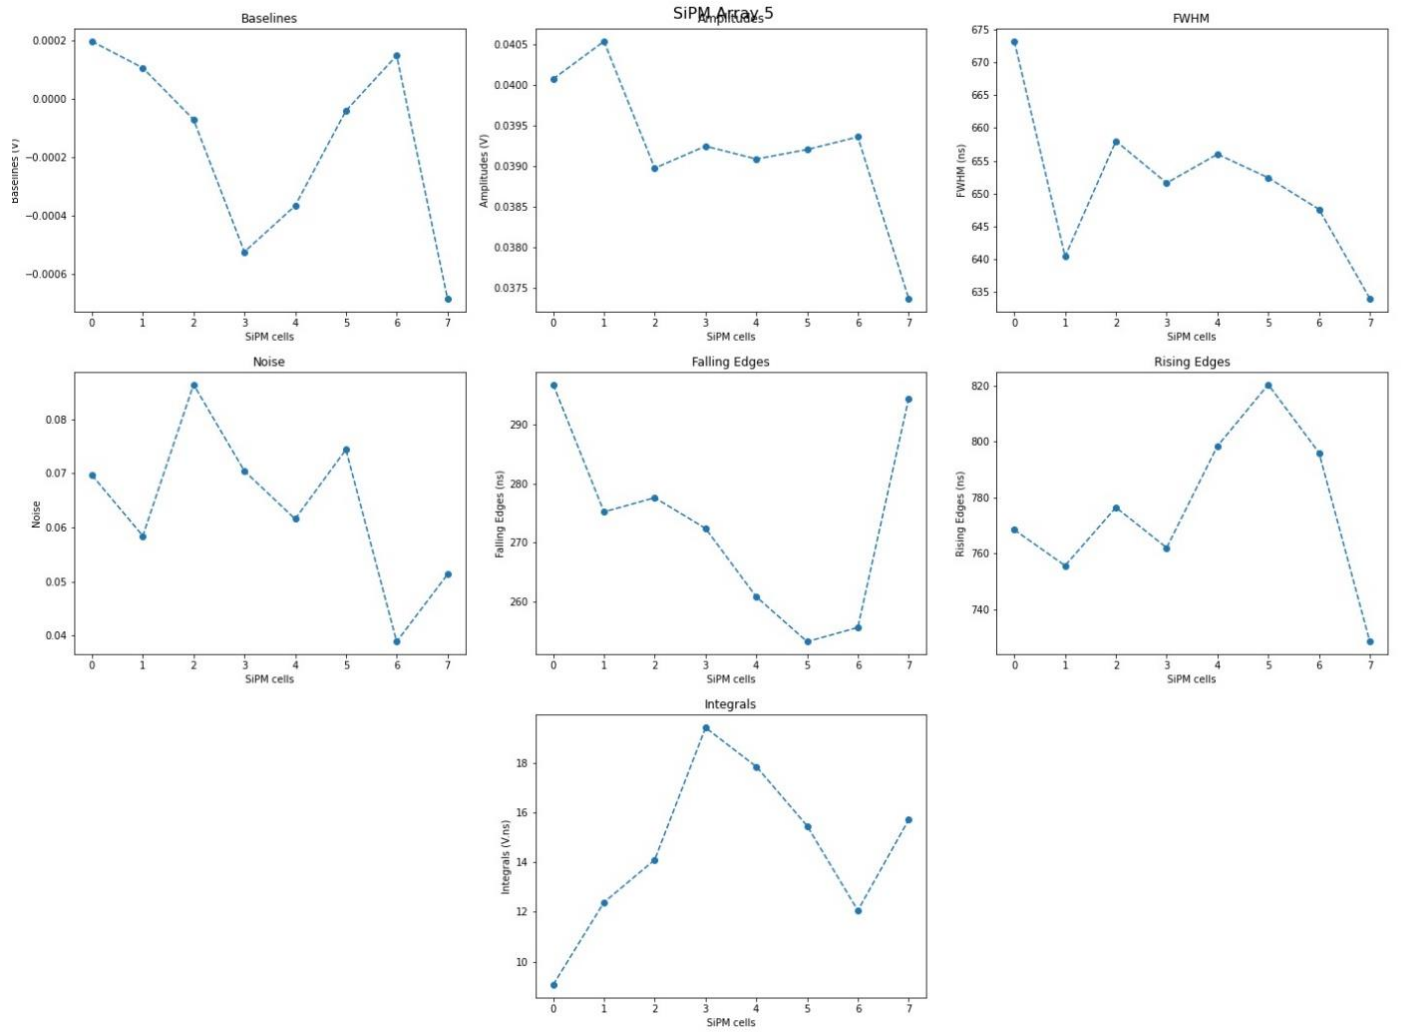 SiPM Array 5
Baselines
Amplitudes
FWHM
0.0002
0.0000
−0.0002
−0.0004
−0.0006
Baselines (V)
0 1 2 3 4 5 6 7
SiPM cells
0.0405
0.0400
0.0395
0.0390
0.0385
0.0380
0.0375
Amplitudes (V)
0 1 2 3 4 5 6 7
SiPM cells
675
670
665
660
655
650
645
640
635
FWHM (ns)
0 1 2 3 4 5 6 7
SiPM cells
Noise
0.08
0.07
0.06
0.05
0.04
Noise
0 1 2 3 4 5 6 7
SiPM cells
Falling Edges
290
280
270
260
Falling Edges (ns)
0 1 2 3 4 5 6 7
SiPM cells
Rising Edges
820
800
780
760
740
Rising Edges (ns)
0 1 2 3 4 5 6 7
SiPM cells
Integrals
18
16
14
12
10
Integrals (V.ns)
0 1 2 3 4 5 6 7
SiPM cells